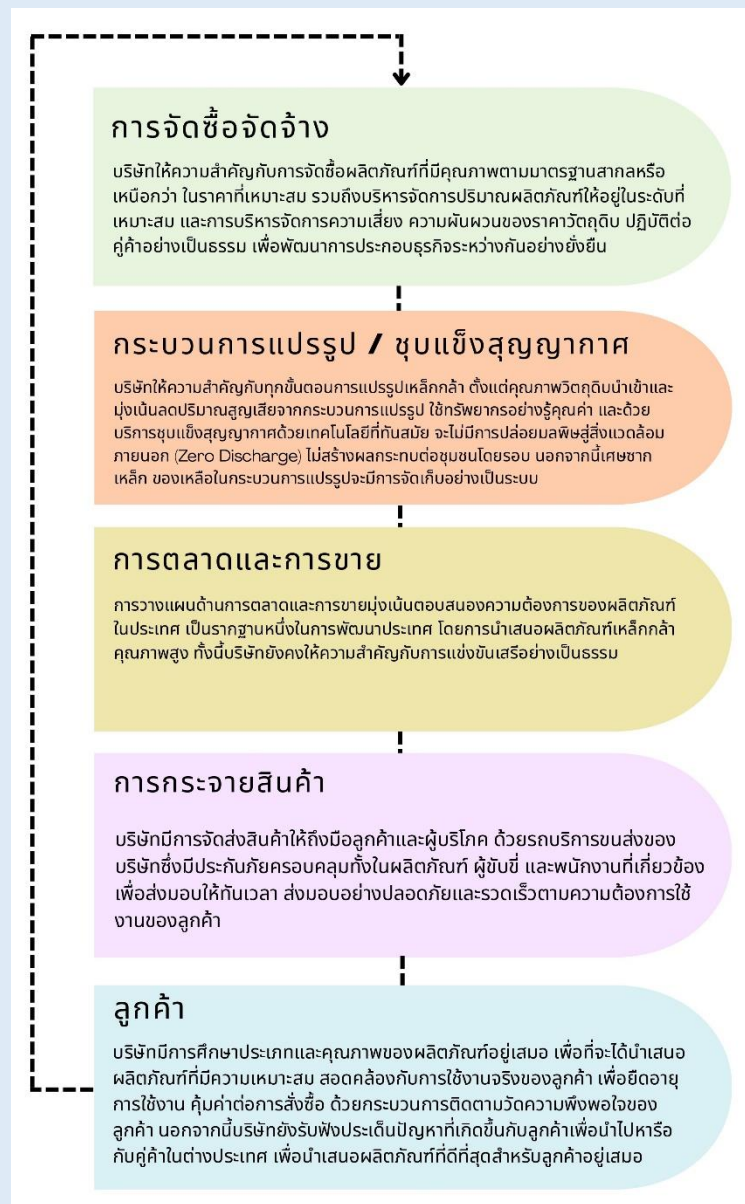 การจัดซื้อจัดจ้าง
บริษัทให้ความสำคัญกับการจัดซื้อผลิตภัณฑ์ที่มีคุณภาพตามมาตรฐานสากลหรือ
เหนือกว่า ในราคาที่เหมาะสม รวมถึงบริหารจัดการปริมาณผลิตภัณฑ์ให้อยู่ในระดับที่
เหมาะสม และการบริหารจัดการความเสี่ยง ความผันผวนของราคาวัตถุดิบ ปฏิบัติต่อ
คู่ค้าอย่างเป็นธรรม เพื่อพัฒนาการประกอบธุรกิจระหว่างกันอย่างยั่งยืน
กระบวนการแปรรูป / ชุบแข็งสุญญากาศ
บริษัทให้ความสำคัญกับทุกขั้นตอนการแปรรูปเหล็กกล้า ตั้งแต่คุณภาพวิตถุดิบนำเข้าและ
มุ่งเน้นลดปริมาณสูญเสียจากกระบวนการแปรรูป ใช้ทรัพยากรอย่างรู้คุณค่า และด้วย
บริการชุบแข็งสุญญากาศด้วยเทคโนโลยีที่ทันสมัย จะไม่มีการปล่อยมลพิษสู่สิ่งแวดล้อม
ภายนอก (Zero Discharge) ไม่สร้างผลกระทบต่อชุมชนโดยรอบ นอกจากนี้เศษซาก
เหล็ก ของเหลือในกระบวนการแปรรูปจะมีการจัดเก็บอย่างเป็นระบบ
การตลาดและการขาย
การวางแผนด้านการตลาดและการขายมุ่งเน้นตอบสนองความต้องการของผลิตภัณฑ์
ในประเทศ เป็นรากฐานหนึ่งในการพัฒนาประเทศ โดยการนำเสนอผลิตภัณฑ์เหล็กกล้า
คุณภาพสูง ทั้งนี้บริษัทยังคงให้ความสำคัญกับการแข่งขันเสรีอย่างเป็นธรรม
การกระจายสินค้า
บริษัทมีการจัดส่งสินค้าให้ถึงมือลูกค้าและผู้บริโภค ด้วยรถบริการขนส่งของ
บริษัทซึ่งมีประกันภัยครอบคลุมทั้งในผลิตภัณฑ์ ผู้ขับขี่ และพนักงานที่เกี่ยวข้อง
เพื่อส่งมอบให้ทันเวลา ส่งมอบอย่างปลอดภัยและรวดเร็วตามความต้องการใช้
งานของลูกค้า
ลูกค้า
บริษัทมีการศึกษาประเภทและคุณภาพของผลิตภัณฑ์อยู่เสมอ เพื่อที่จะได้นำเสนอ
ผลิตภัณฑ์ที่มีความเหมาะสม สอดคล้องกับการใช้งานจริงของลูกค้า เพื่อยืดอายุ
การใช้งาน คุ้มค่าต่อการสั่งซื้อ ด้วยกระบวนการติดตามวัดความพึงพอใจของ
ลูกค้า นอกจากนี้บริษัทยังรับฟังประเด็นปัญหาที่เกิดขึ้นกับลูกค้าเพื่อนำไปหารือ
กับคู่ค้าในต่างประเทศ เพื่อนำเสนอผลิตภัณฑ์ที่ดีที่สุดสำหรับลูกค้าอยู่เสมอ